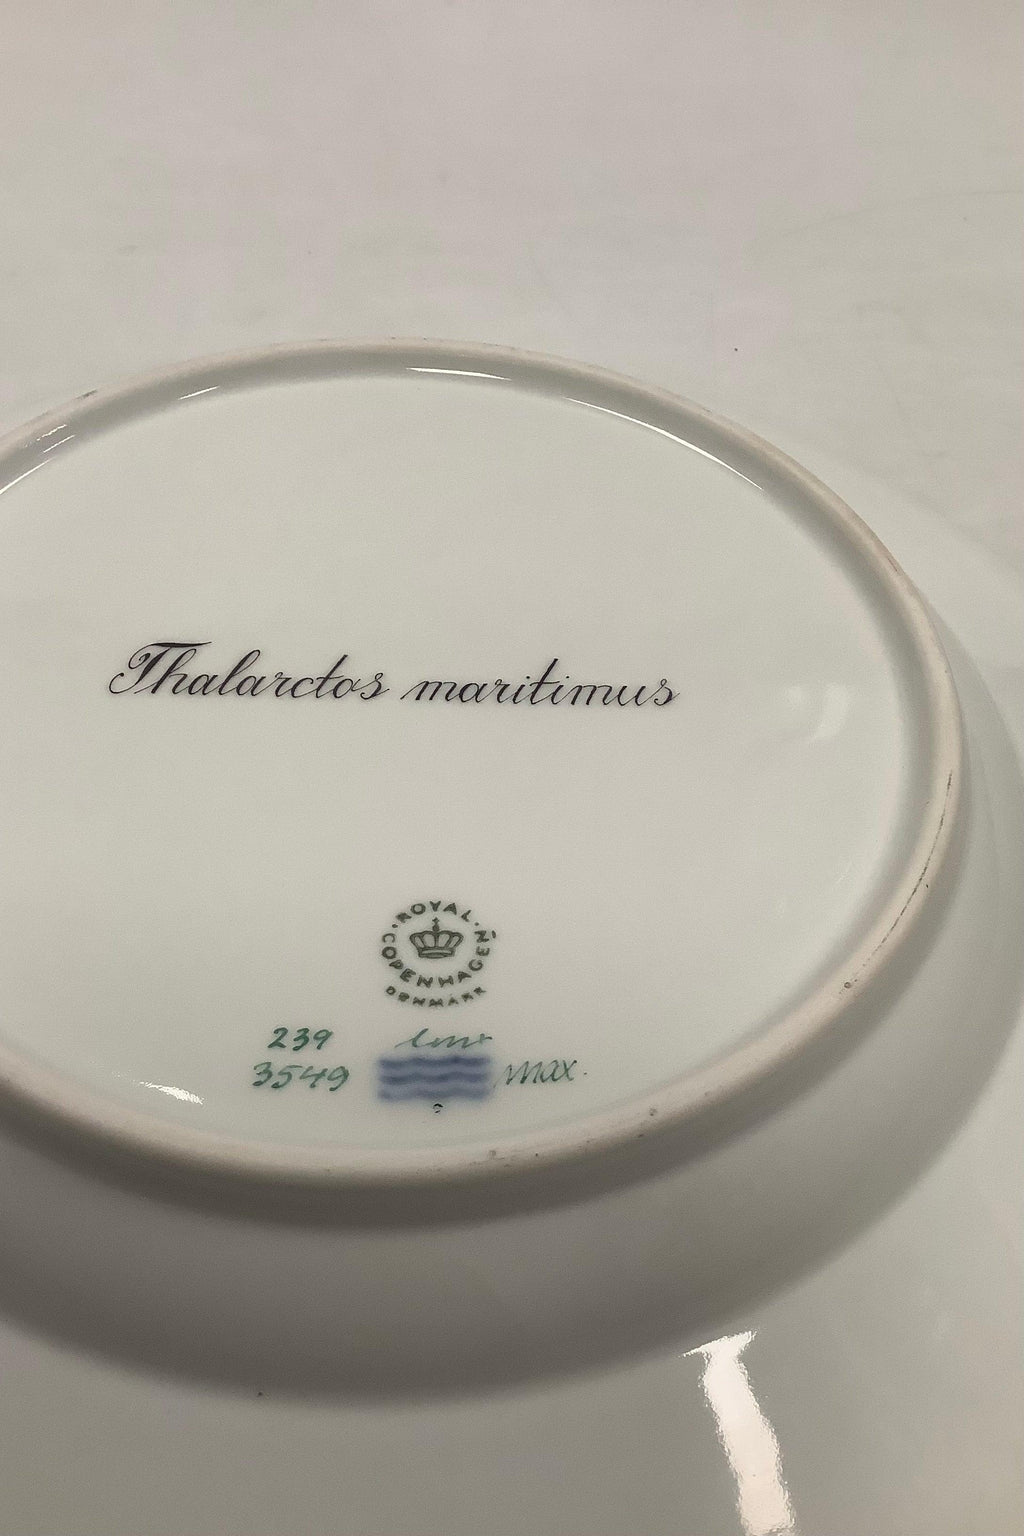 Thalarctos maritimus
ROYAL
COPENHAGEN
DENMARK
239
3549 max.